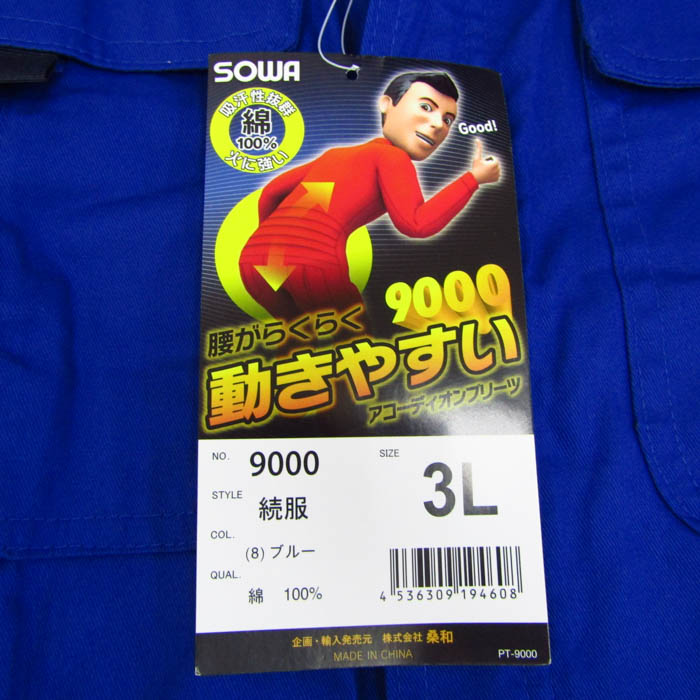 SOWA
吸汗性抜群
綿
100%
火に強い
Good!
9000
腰がらくらく
動きやすい
アコーディオンプリーツ
NO. 9000
SIZE
3L
STYLE 続服
COL. (8) ブルー
QUAL. 綿 100%
4 536309 194608
企画・輸入発売元 株式会社 桑和
MADE IN CHINA
PT-9000